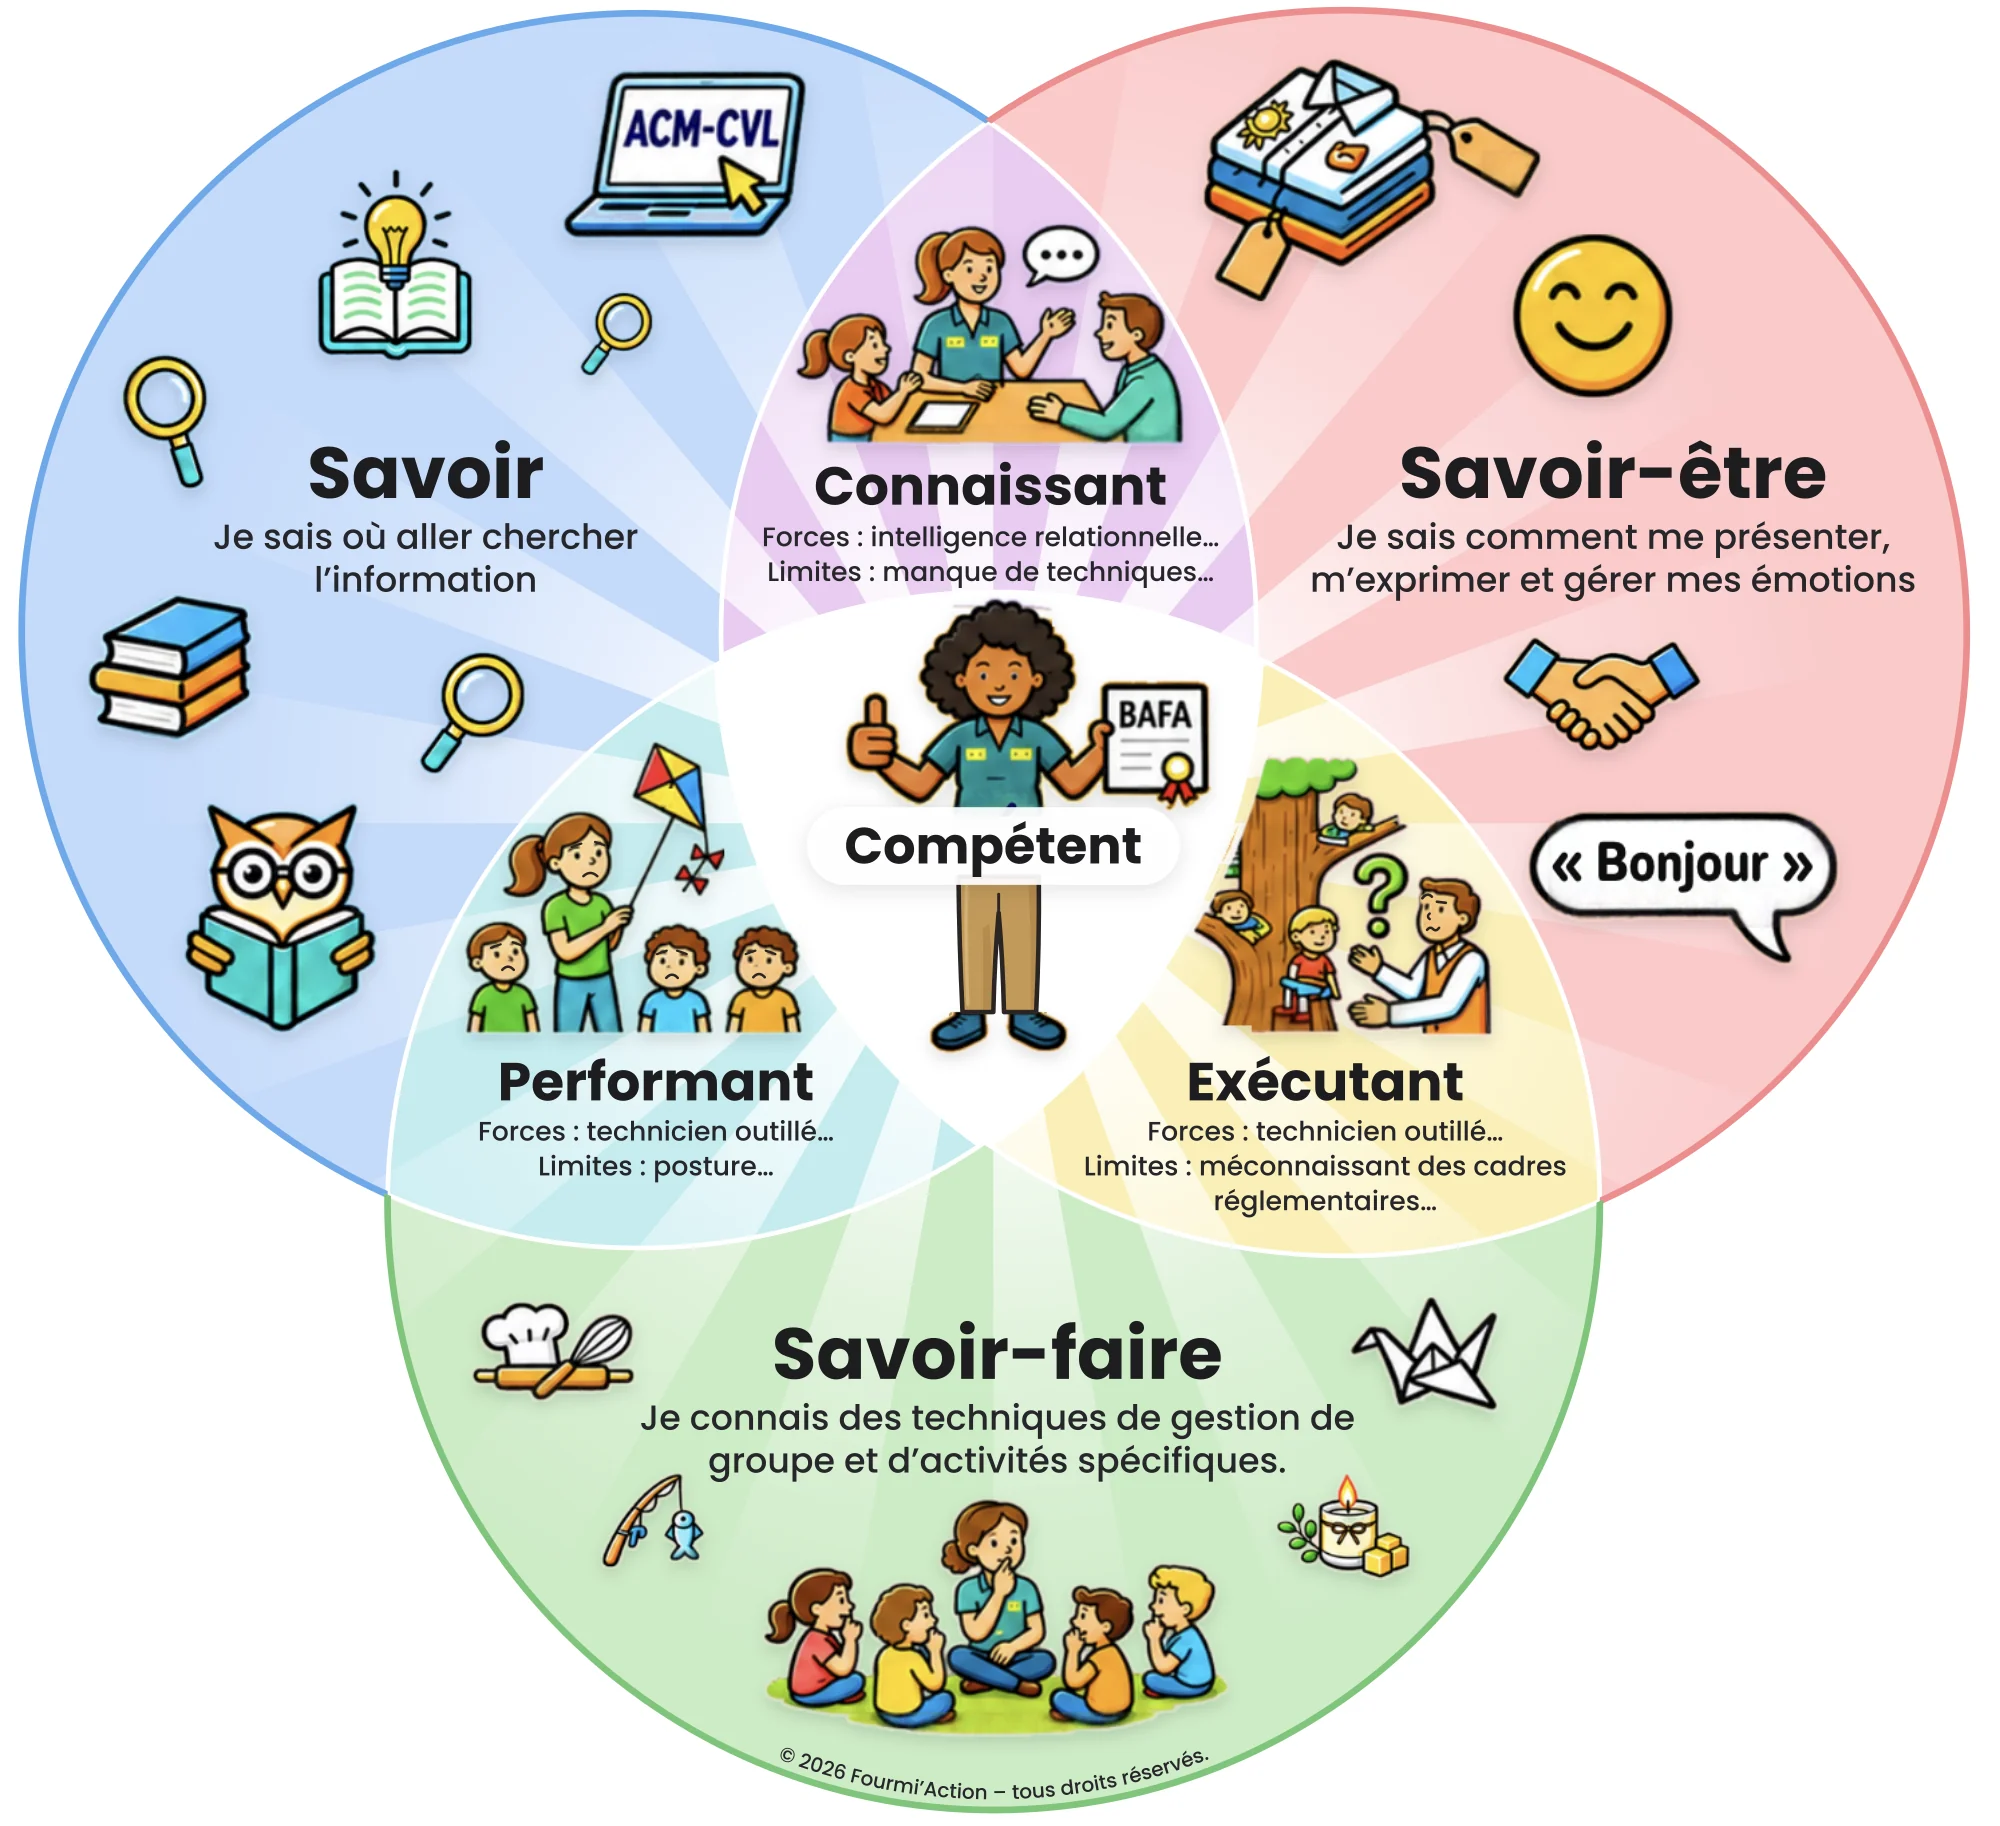 ACM-CVL
Savoir
Je sais où aller chercher
l'information
Connaissant
Forces : intelligence relationnelle...
Limites : manque de techniques...
Savoir-être
Je sais comment me présenter,
m'exprimer et gérer mes émotions
« Bonjour »
BAFA
Compétent
Performant
Forces : technicien outillé...
Limites : posture...
Exécutant
Forces : technicien outillé...
Limites : méconnaissant des cadres
réglementaires...
Savoir-faire
Je connais des techniques de gestion de
groupe et d'activités spécifiques.
© 2026 Fourmi'Action – tous droits réservés.